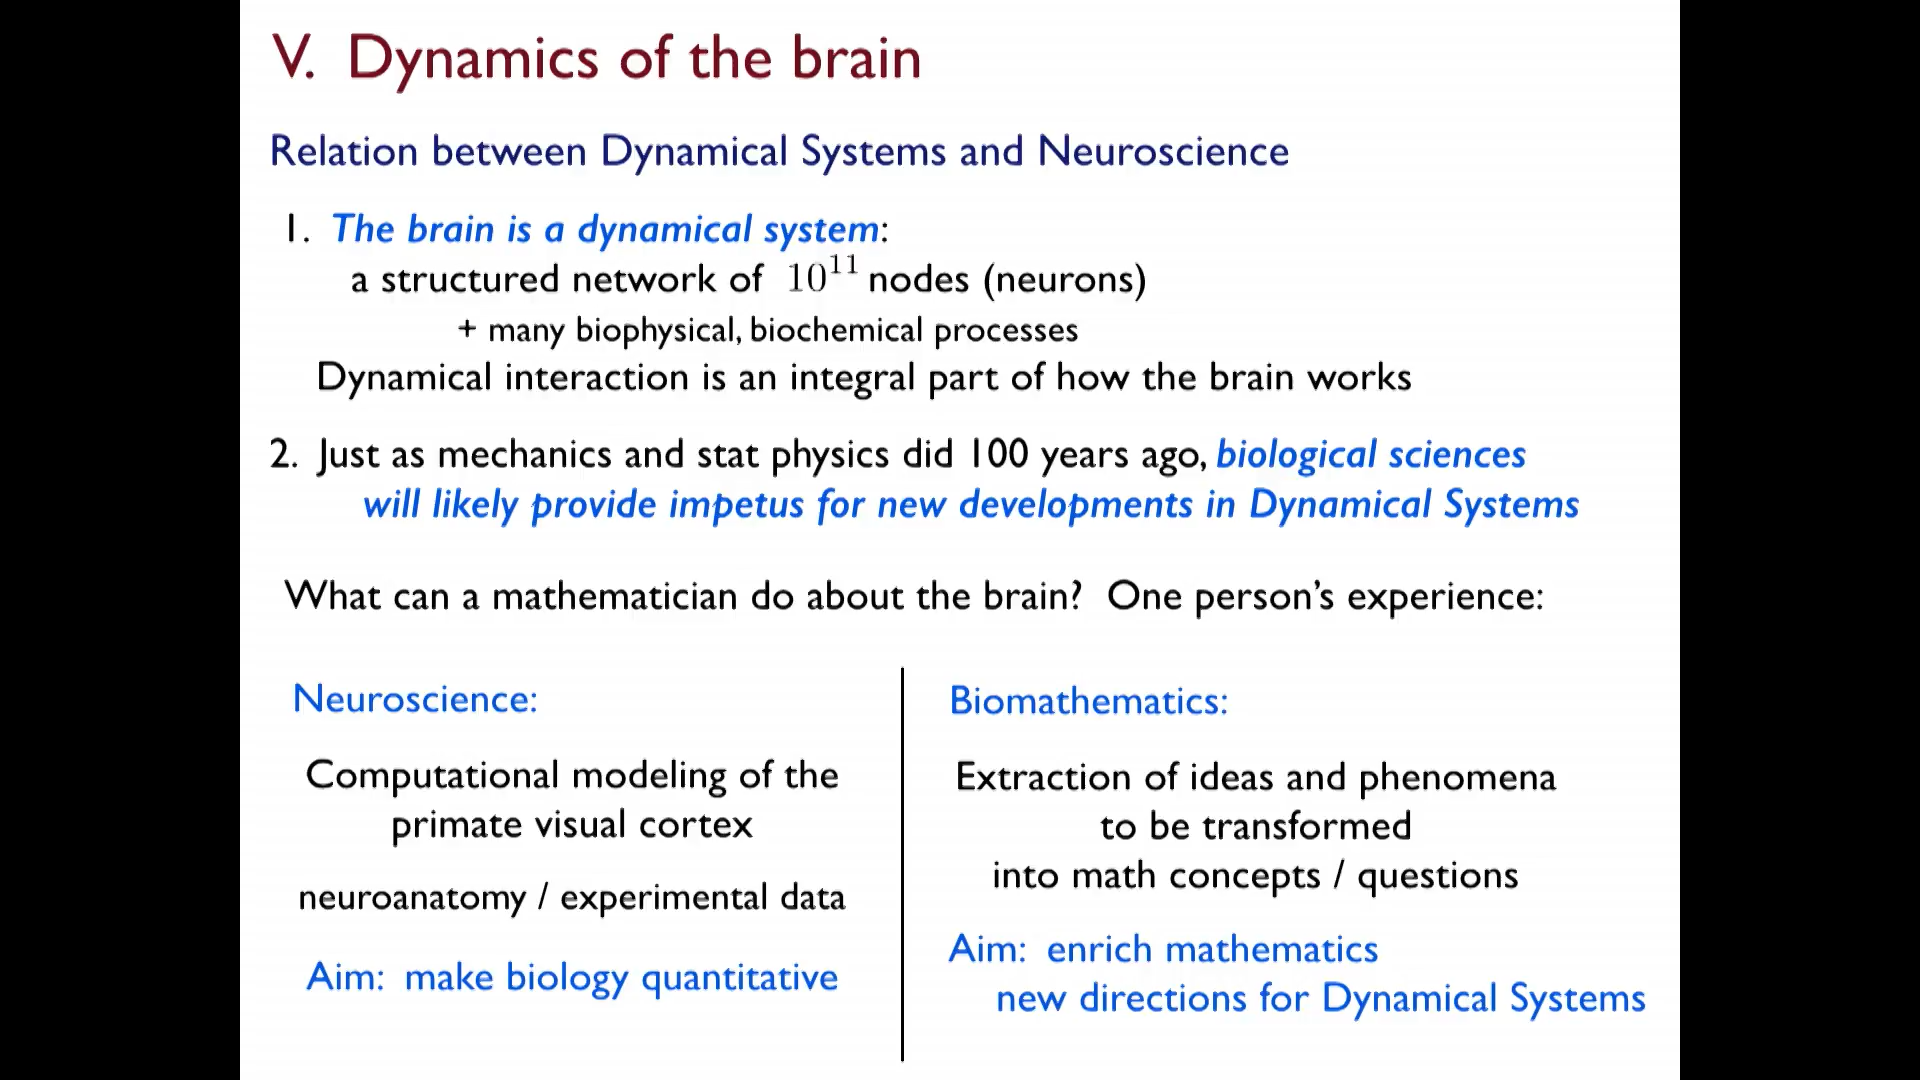 V. Dynamics of the brain
Relation between Dynamical Systems and Neuroscience
1. The brain is a dynamical system:
a structured network of 10¹¹ nodes (neurons)
+ many biophysical, biochemical processes
Dynamical interaction is an integral part of how the brain works
2. Just as mechanics and stat physics did 100 years ago, biological sciences
will likely provide impetus for new developments in Dynamical Systems
What can a mathematician do about the brain? One person's experience:
Neuroscience:
Computational modeling of the
primate visual cortex
neuroanatomy / experimental data
Aim: make biology quantitative
Biomathematics:
Extraction of ideas and phenomena
to be transformed
into math concepts / questions
Aim: enrich mathematics
new directions for Dynamical Systems